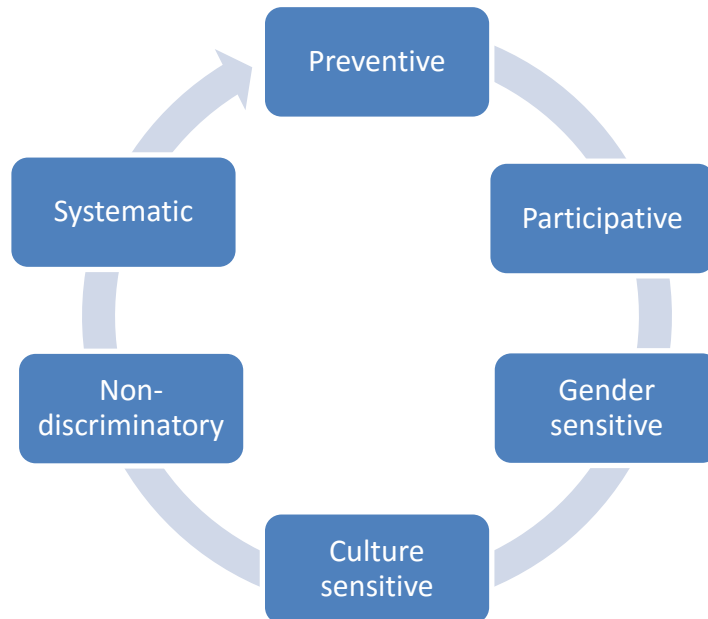 Preventive
Participative
Gender
sensitive
Culture
sensitive
Non-
discriminatory
Systematic